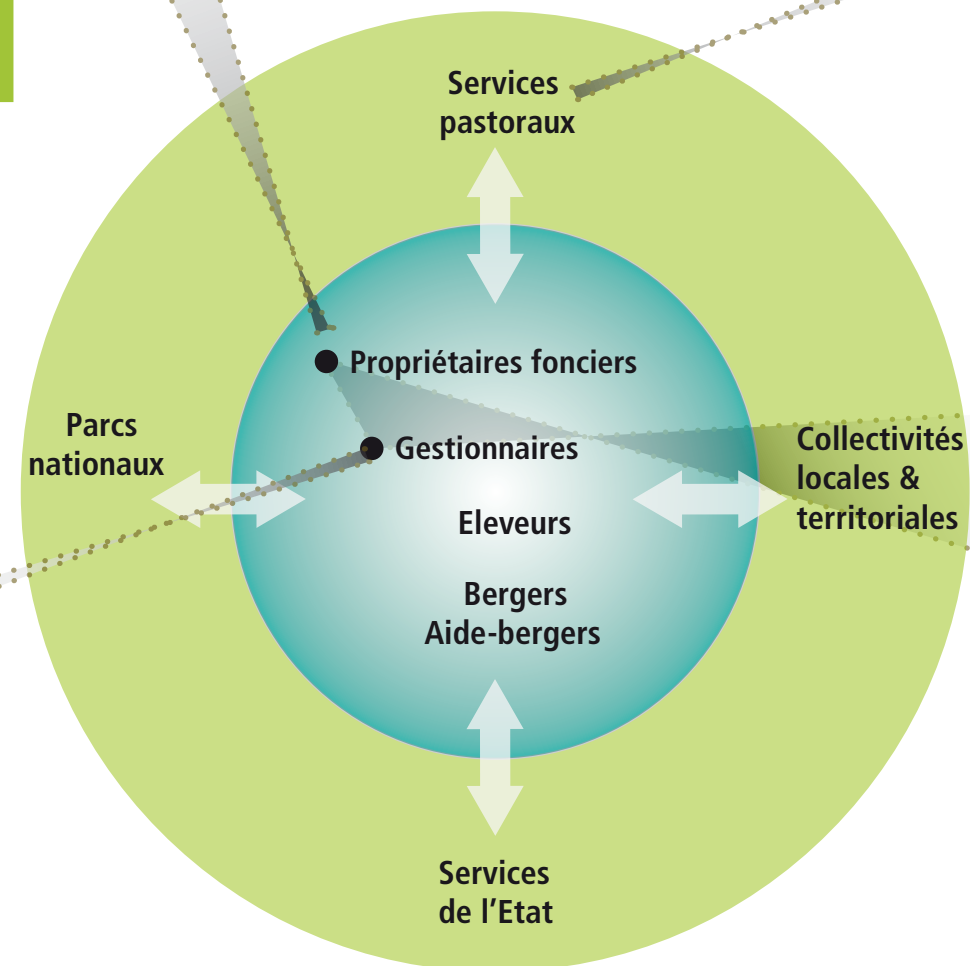 Services
pastoraux
Propriétaires fonciers
Parcs
nationaux
Gestionnaires
Collectivités
locales &
territoriales
Eleveurs
Bergers
Aide-bergers
Services
de l'Etat